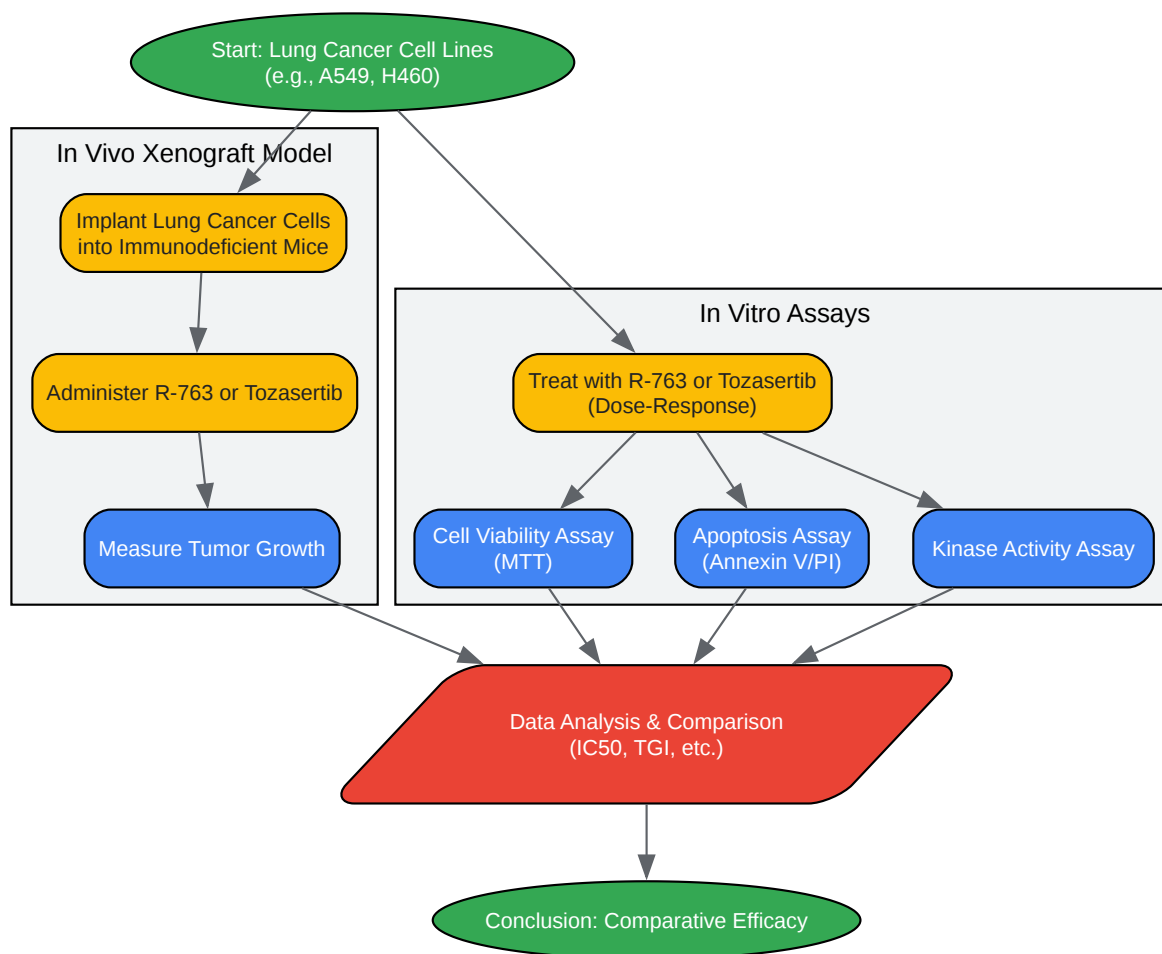 Start: Lung Cancer Cell Lines
(e.g., A549, H460)
In Vivo Xenograft Model
Implant Lung Cancer Cells
into Immunodeficient Mice
Administer R-763 or Tozasertib
Measure Tumor Growth
In Vitro Assays
Treat with R-763 or Tozasertib
(Dose-Response)
Cell Viability Assay
(MTT)
Apoptosis Assay
(Annexin V/PI)
Kinase Activity Assay
Data Analysis & Comparison
(IC50, TGI, etc.)
Conclusion: Comparative Efficacy